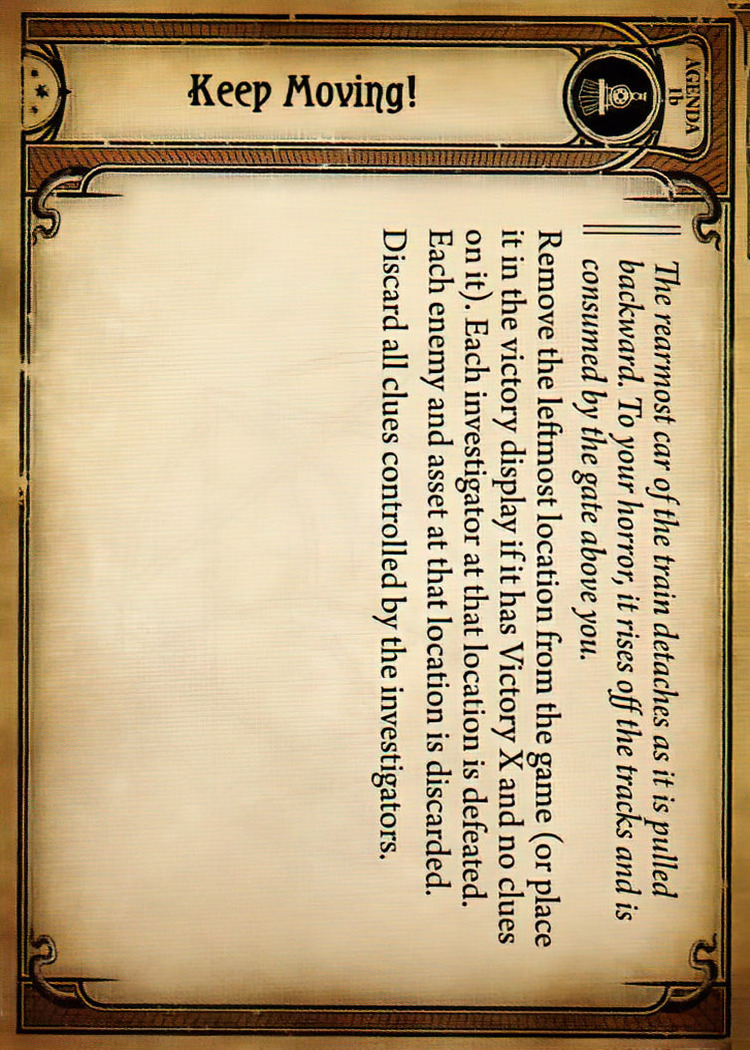 AGENDA
1b
Keep Moving!
The rearmost car of the train detaches as it is pulled
backward. To your horror, it rises off the tracks and is
consumed by the gate above you.
Remove the leftmost location from the game (or place
it in the victory display if it has Victory X and no clues
on it). Each investigator at that location is defeated.
Each enemy and asset at that location is discarded.
Discard all clues controlled by the investigators.